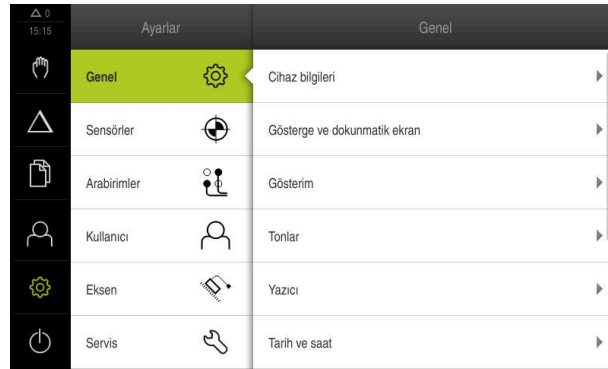 △ 0
15:15
Ayarlar
Genel
Genel
Sensörler
Arabirimler
Kullanıcı
Eksen
Servis
Cihaz bilgileri
Gösterge ve dokunmatik ekran
Gösterim
Tonlar
Yazıcı
Tarih ve saat